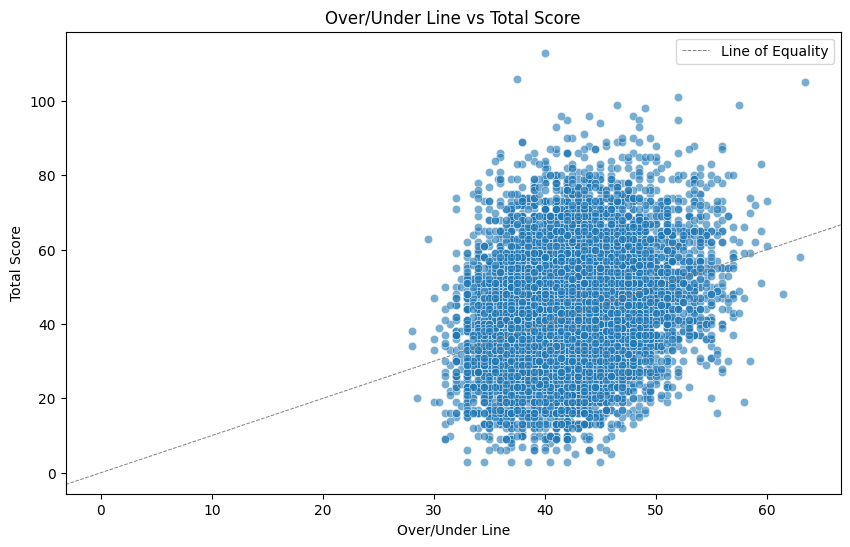 Over/Under Line vs Total Score
Line of Equality
Total Score
100
80
60
40
20
0
0 10 20 30 40 50 60
Over/Under Line